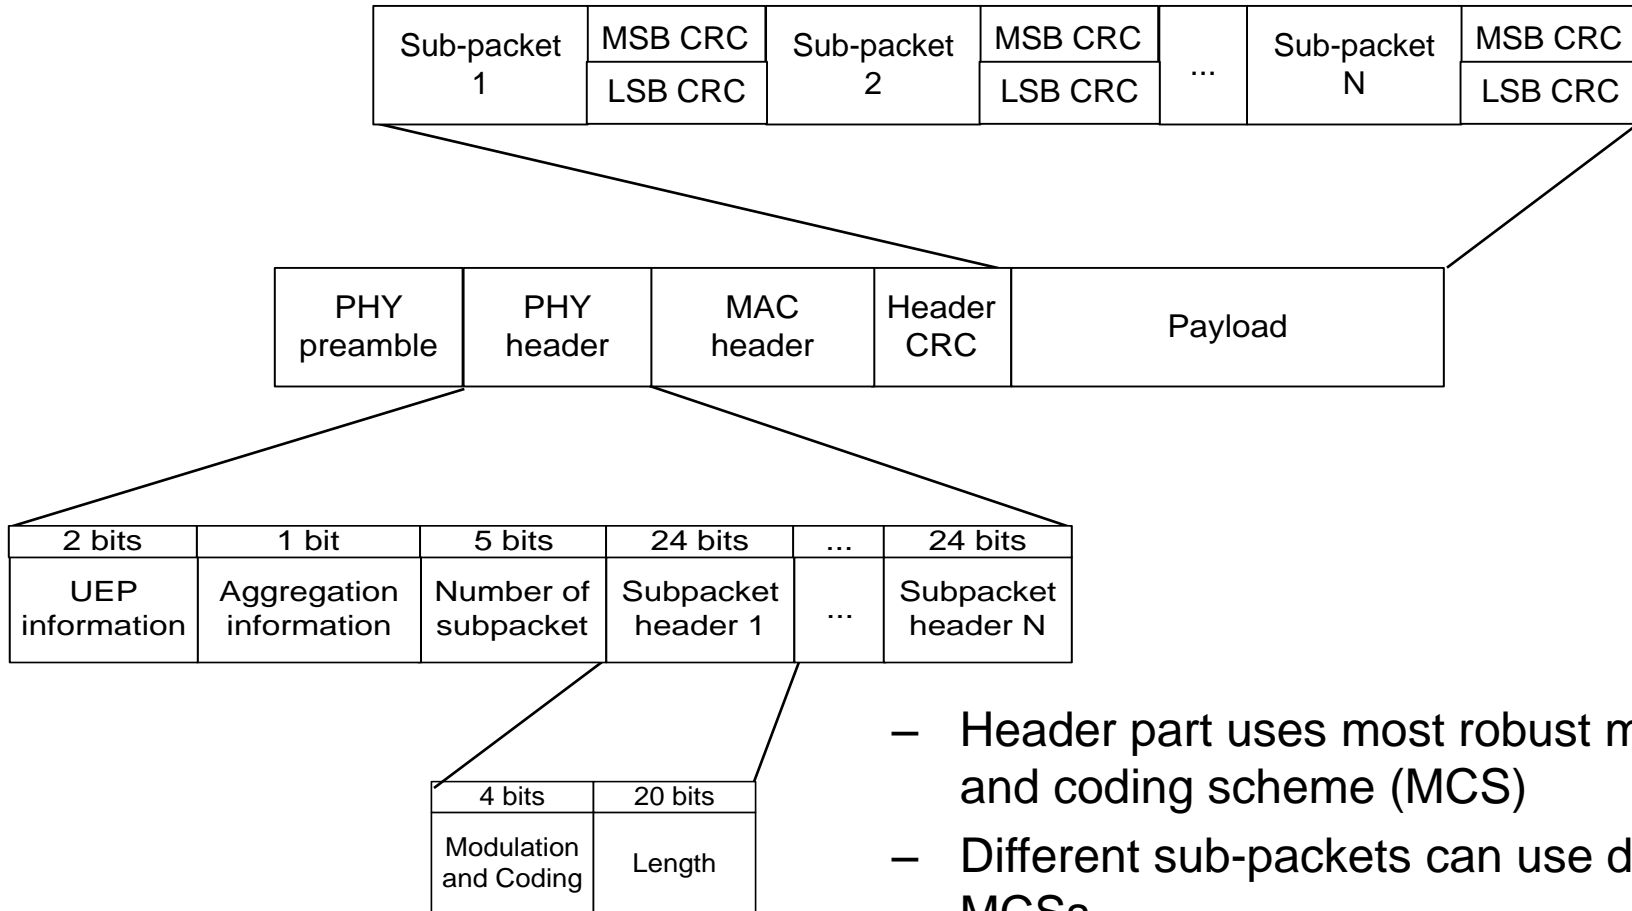 Sub-packet 1
MSB CRC
LSB CRC
Sub-packet 2
MSB CRC
LSB CRC
...
Sub-packet N
MSB CRC
LSB CRC
PHY preamble
PHY header
MAC header
Header CRC
Payload
2 bits
1 bit
5 bits
24 bits
...
24 bits
UEP information
Aggregation information
Number of subpacket
Subpacket header 1
...
Subpacket header N
4 bits
20 bits
Modulation and Coding
Length
– Header part uses most robust
and coding scheme (MCS)
– Different sub-packets can use
MCSs